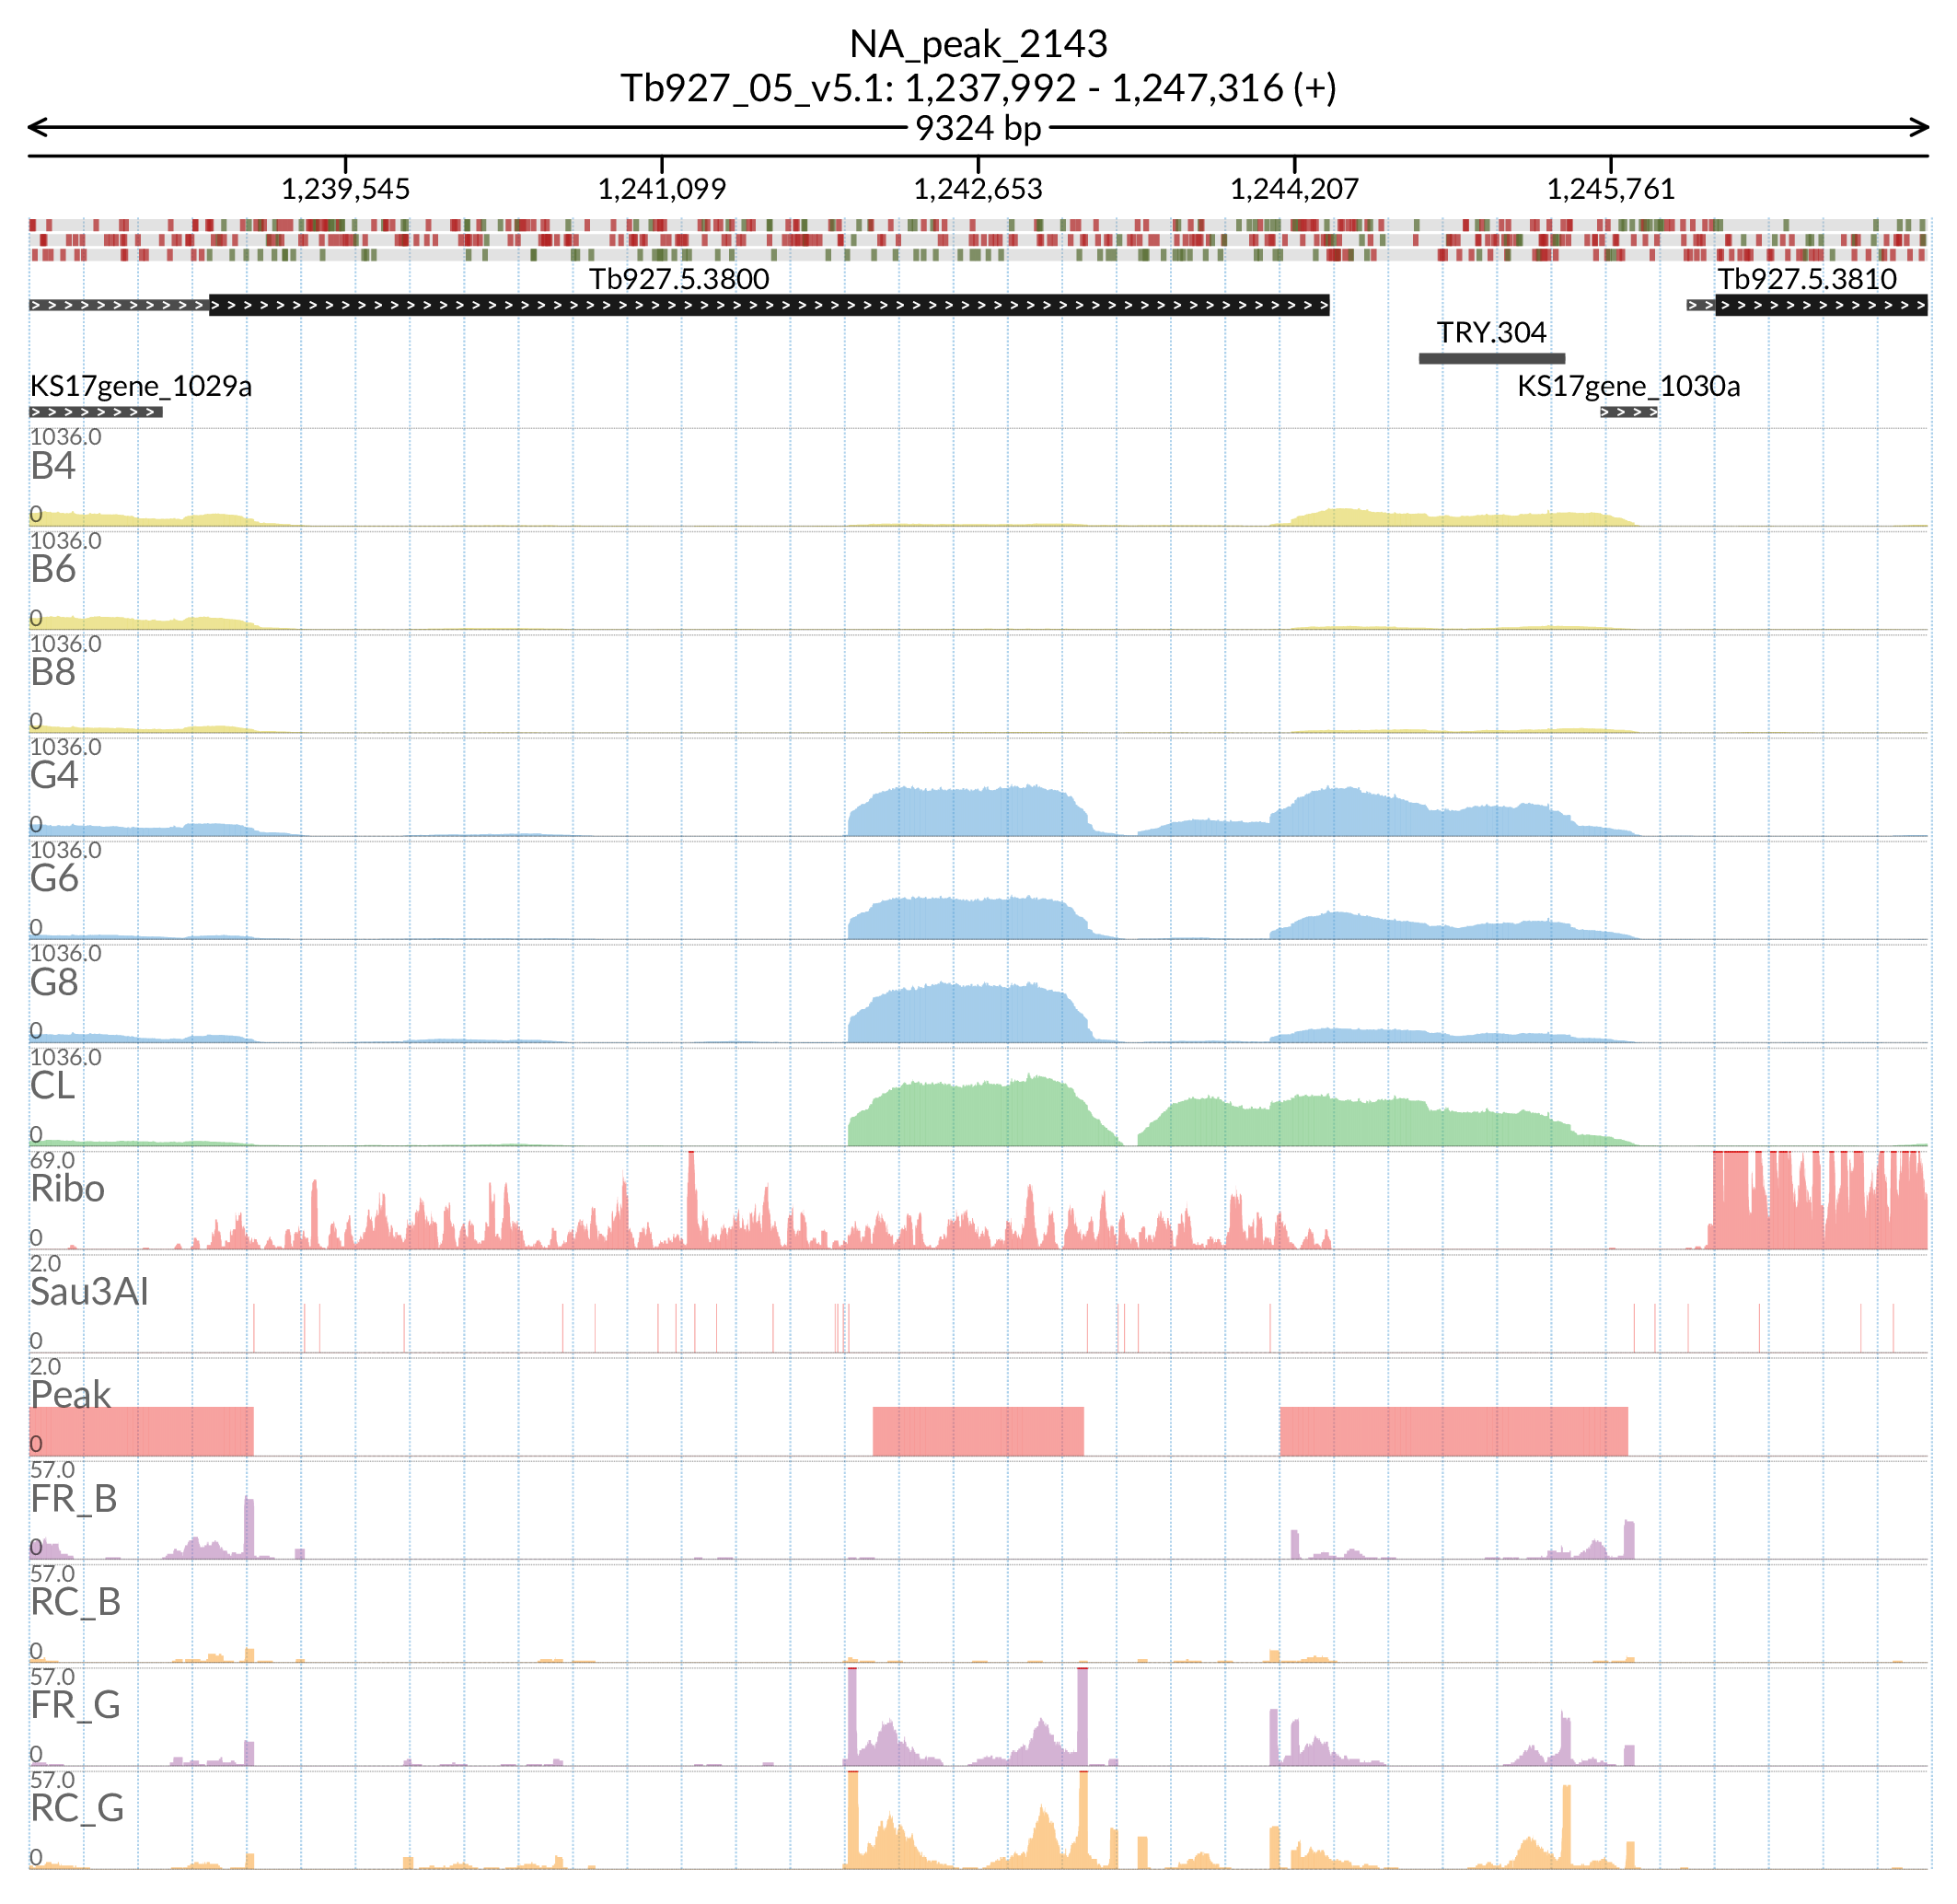 NA_peak_2143
Tb927_05_v5.1: 1,237,992 - 1,247,316 (+)
9324 bp
1,239,545 1,241,099 1,242,653 1,244,207 1,245,761
Tb927.5.3800 Tb927.5.3810
TRY.304
KS17gene_1029a KS17gene_1030a
1036.0
B4
0
1036.0
B6
0
1036.0
B8
0
1036.0
G4
0
1036.0
G6
0
1036.0
G8
0
1036.0
CL
0
69.0
Ribo
0
2.0
Sau3AI
0
2.0
Peak
0
57.0
FR_B
0
57.0
RC_B
0
57.0
FR_G
0
57.0
RC_G
0